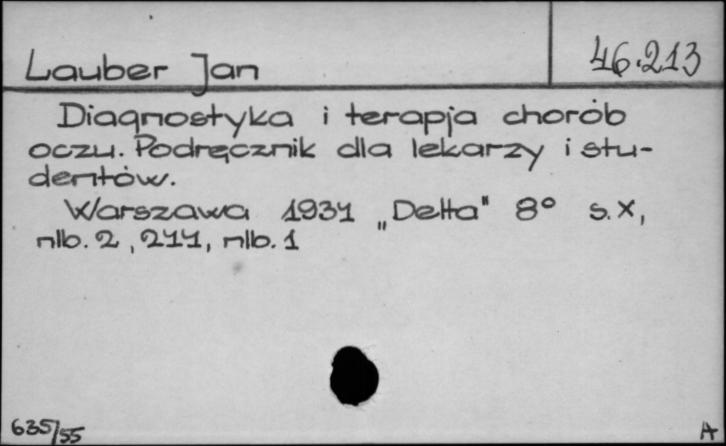 Lauber Jan
46.213
Diagnostyka i terapja chorób
oczu. Podręcznik dla lekarzy i stu-
dentów.
Warszawa 1931 „Delta" 8° s. X,
nlb. 2, 211, nlb. 1
635/55
A